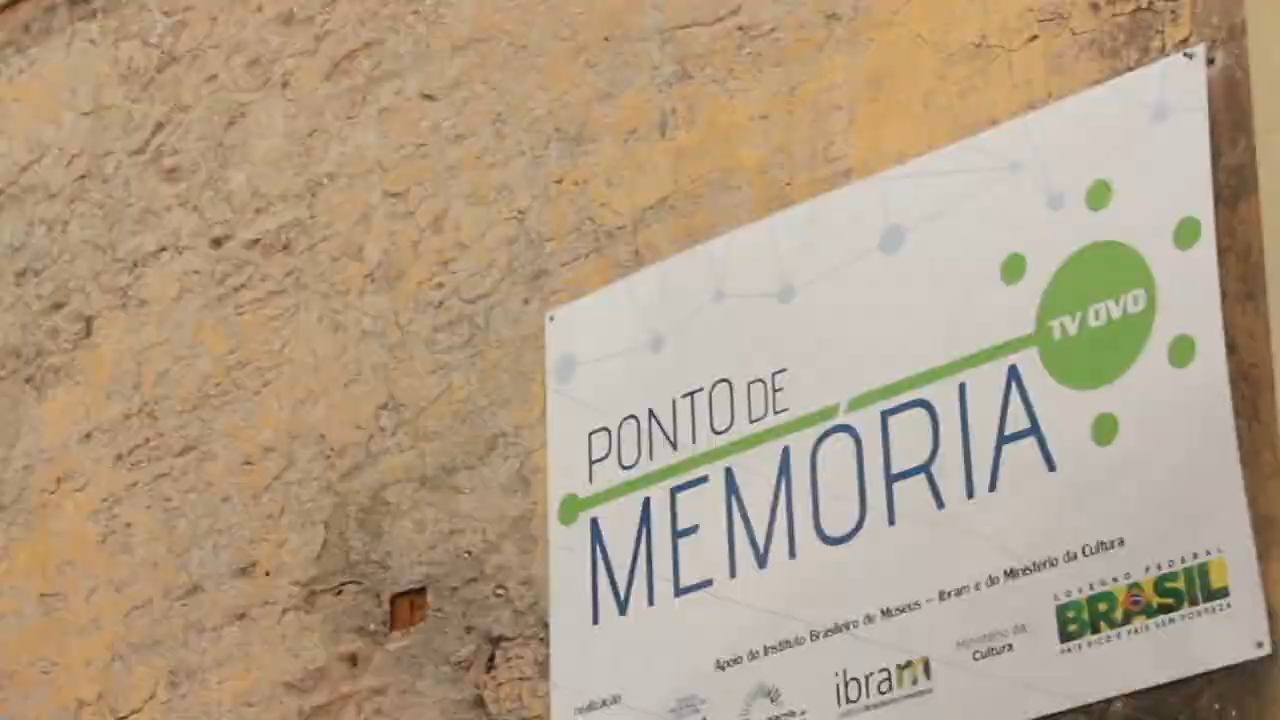 TV OVO
PONTO DE
MEMÓRIA
Apoio do Instituto Brasileiro de Museus – Ibram e do Ministério da Cultura
realização
ibram
Ministério da
Cultura
GOVERNO FEDERAL
BRASIL
PAÍS RICO É PAÍS SEM POBREZA